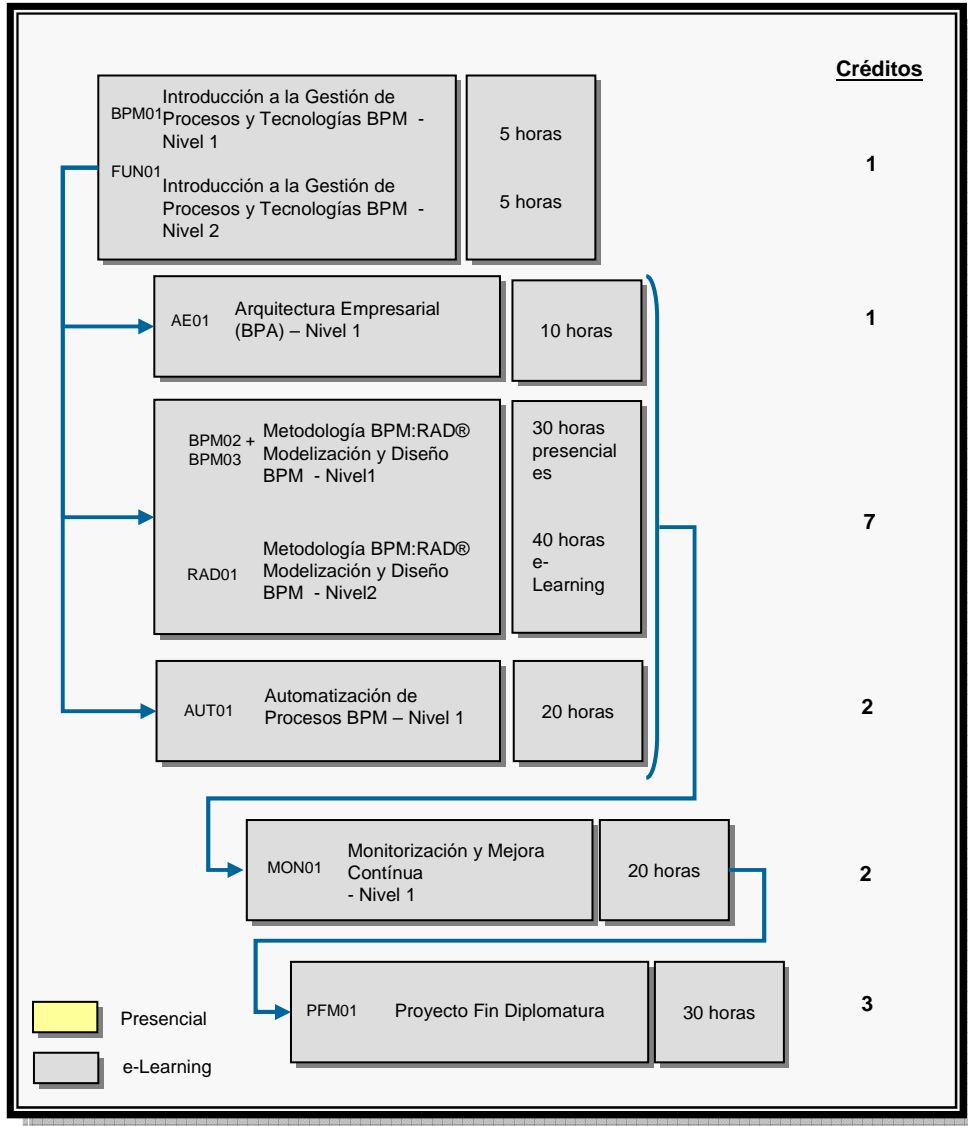 Créditos
BPM01
Introducción a la Gestión de
Procesos y Tecnologías BPM  -
Nivel 1
5 horas
1
FUN01
Introducción a la Gestión de
Procesos y Tecnologías BPM  -
Nivel 2
5 horas
AE01
Arquitectura Empresarial
(BPA) – Nivel 1
10 horas
1
BPM02 +
BPM03
Metodología BPM:RAD®
Modelización y Diseño
BPM  - Nivel1
30 horas
presencial
es
7
RAD01
Metodología BPM:RAD®
Modelización y Diseño
BPM  - Nivel2
40 horas
e-
Learning
AUT01
Automatización de
Procesos BPM – Nivel 1
20 horas
2
MON01
Monitorización y Mejora
Contínua
- Nivel 1
20 horas
2
PFM01
Proyecto Fin Diplomatura
30 horas
3
Presencial
e-Learning